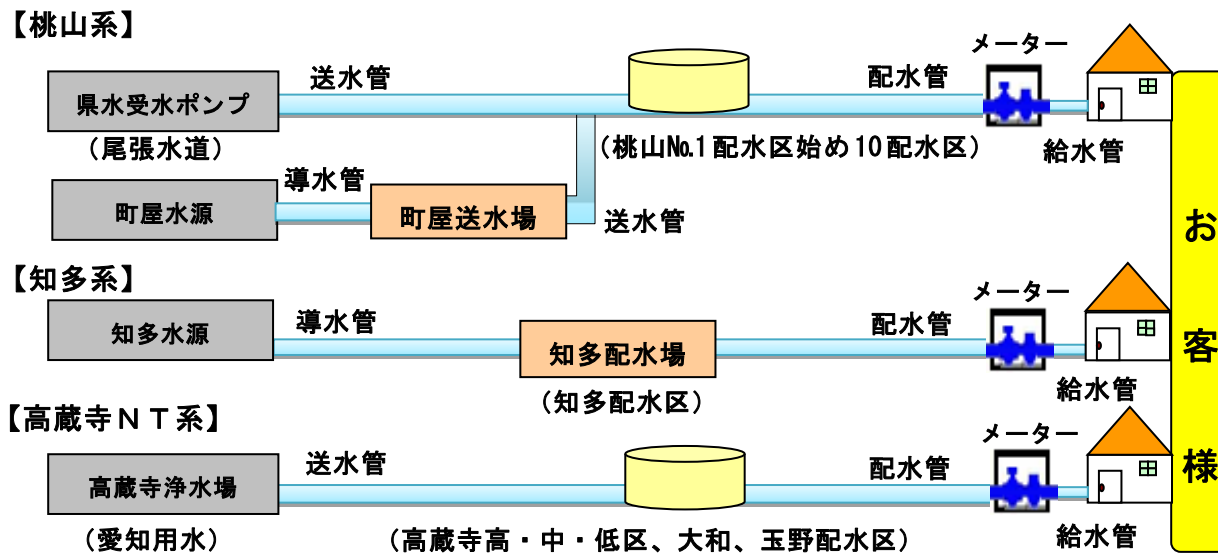 【桃山系】
県水受水ポンプ
(尾張水道)
送水管
配水管
メーター
給水管
(桃山№1配水区始め10配水区)
町屋水源
導水管
町屋送水場
送水管
【知多系】
知多水源
導水管
知多配水場
(知多配水区)
配水管
メーター
給水管
【高蔵寺NT系】
高蔵寺浄水場
(愛知用水)
送水管
(高蔵寺高・中・低区、大和、玉野配水区)
配水管
メーター
給水管
お客様